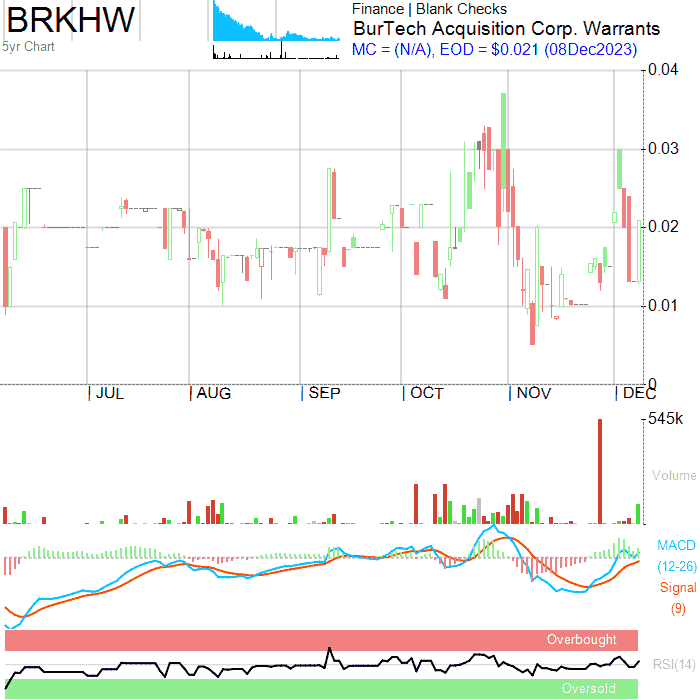 BRKHW
5yr Chart
Finance | Blank Checks
BurTech Acquisition Corp. Warrants
MC = (N/A), EOD = $0.021 (08Dec2023)
0.04
0.03
0.02
0.01
0
JUL AUG SEP OCT NOV DEC
545k
Volume
MACD
(12-26)
Signal
(9)
Overbought
RSI(14)
Oversold